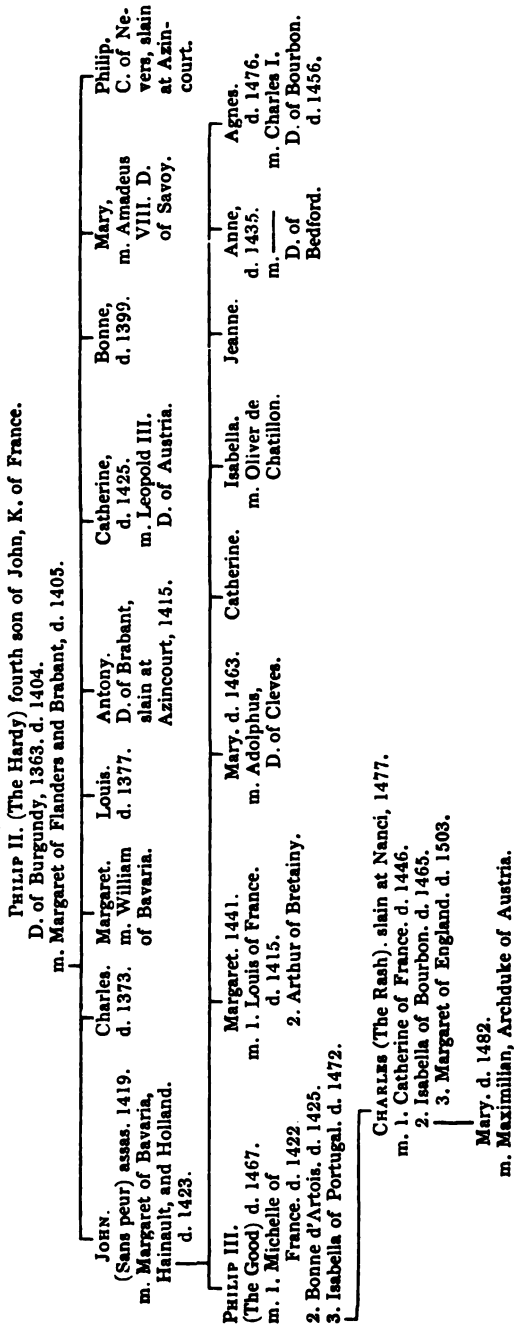 PHILIP II. (The Hardy) fourth son of John, K. of France.
D. of Burgundy, 1363. d. 1404.
m. Margaret of Flanders and Brabant, d. 1405.
JOHN.
(Sans peur) assas. 1419.
m. Margaret of Bavaria,
Hainault, and Holland.
d. 1423.
Charles.
d. 1373.
Margaret.
m. William
of Bavaria.
Louis.
d. 1377.
Antony.
D. of Brabant,
slain at
Azincourt, 1415.
Catherine,
d. 1425.
m. Leopold III.
D. of Austria.
Bonne,
d. 1399.
Mary,
m. Amadeus
VIII. D.
of Savoy.
Philip.
C. of Ne-
vers, slain
at Azin-
court.
PHILIP III.
(The Good) d. 1467.
m. 1. Michelle of
France. d. 1422
2. Bonne d'Artois. d. 1425.
3. Isabella of Portugal. d. 1472.
Margaret. 1441.
m. 1. Louis of France.
d. 1415.
2. Arthur of Bretainy.
Mary. d. 1463.
m. Adolphus,
D. of Cleves.
Catherine.
Isabella.
m. Oliver de
Chatillon.
Jeanne.
Anne,
d. 1435.
m. ——
D. of
Bedford.
Agnes.
d. 1476.
m. Charles I.
D. of Bourbon.
d. 1456.
CHARLES (The Rash). slain at Nanci, 1477.
m. 1. Catherine of France. d. 1446.
2. Isabella of Bourbon. d. 1465.
3. Margaret of England. d. 1503.
Mary. d. 1482.
m. Maximilian, Archduke of Austria.